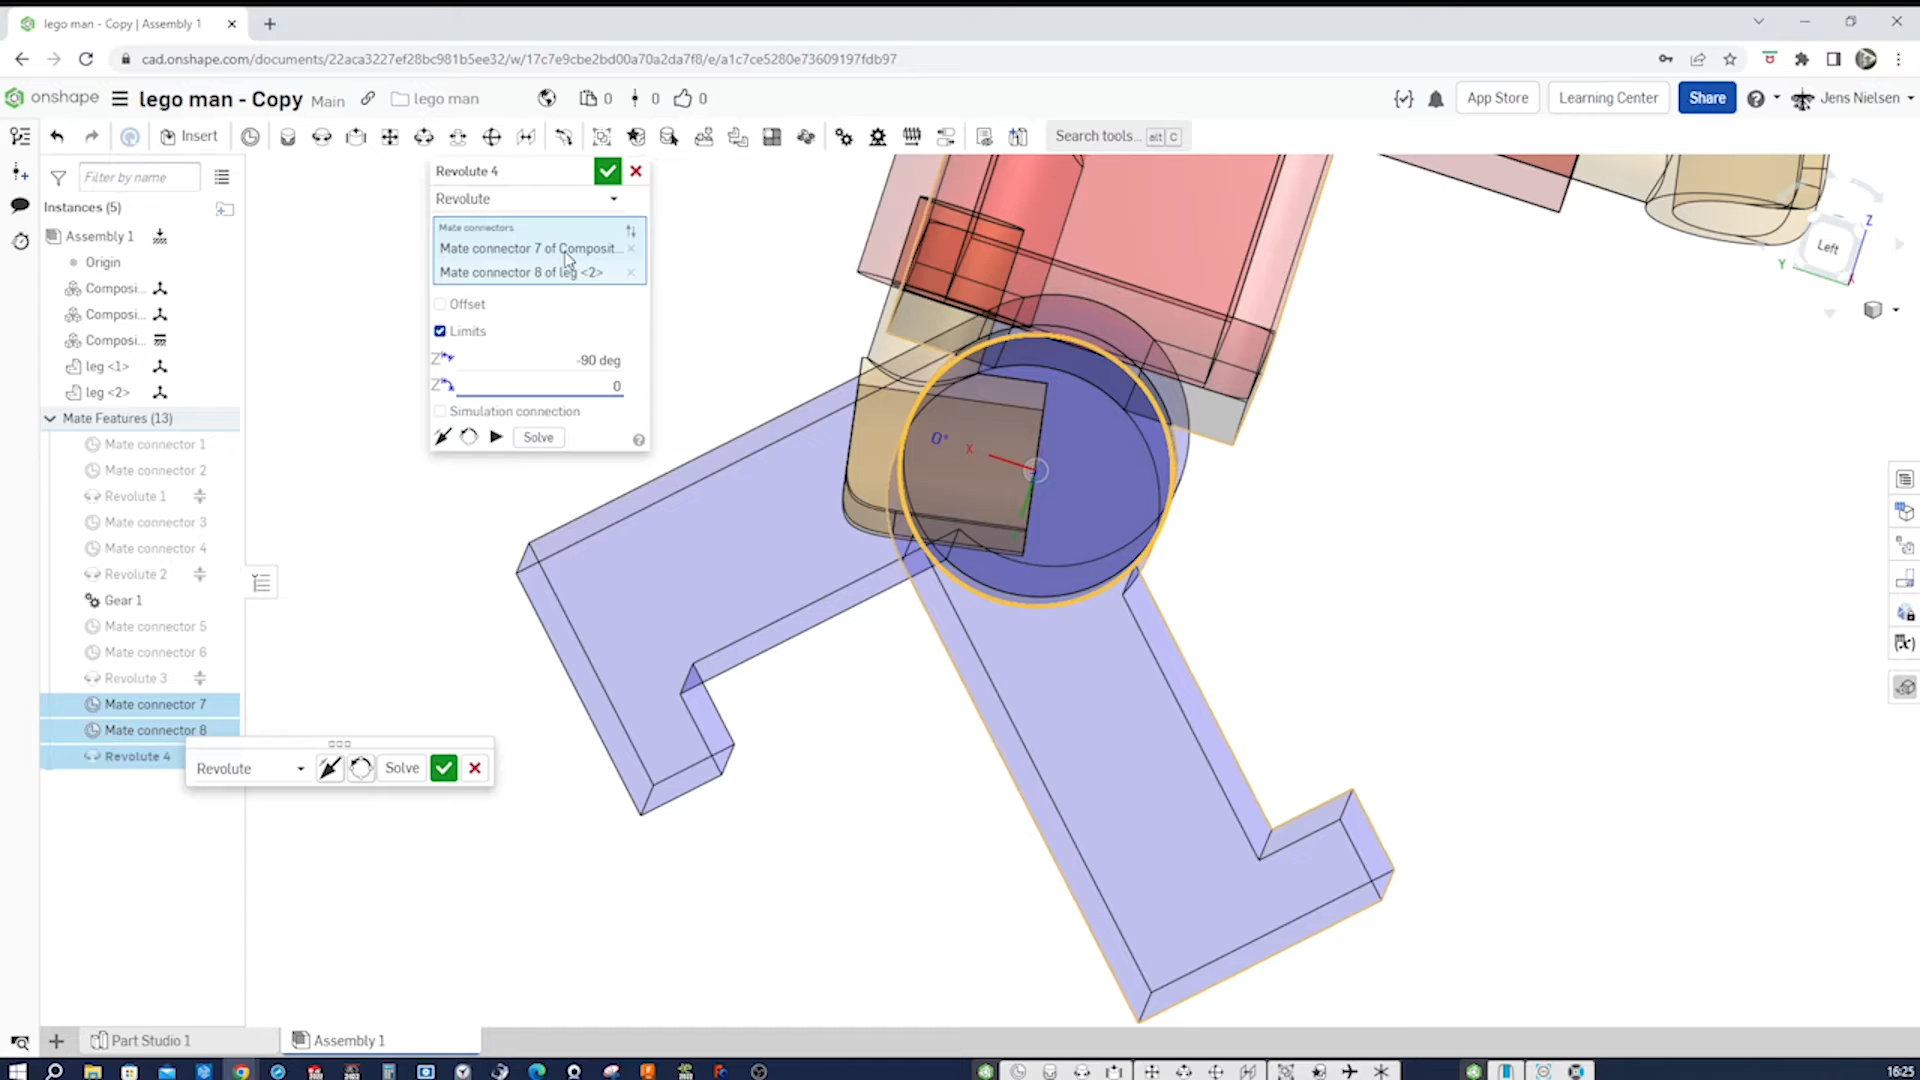 lego man - Copy | Assembly 1
cad.onshape.com/documents/22aca3227ef28bc981b5ee32/w/17c7e9cbe2bd00a70a2da7f8/e/a1c7ce5280e73609197fdb97
onshape lego man - Copy Main lego man 0 0 0 App Store Learning Center Share Jens Nielsen
Insert Search tools... alt C
Filter by name
Instances (5)
Assembly 1
Origin
Composi...
Composi...
Composi...
leg <1>
leg <2>
Mate Features (13)
Mate connector 1
Mate connector 2
Revolute 1
Mate connector 3
Mate connector 4
Revolute 2
Gear 1
Mate connector 5
Mate connector 6
Revolute 3
Mate connector 7
Mate connector 8
Revolute 4
Revolute 4
Revolute
Mate connectors
Mate connector 7 of Composit...
Mate connector 8 of leg <2>
Offset
Limits
Z -90 deg
Z 0
Simulation connection
Solve
Revolute Solve
0°
X
Left
Z
Y
X
Part Studio 1
Assembly 1
16:25